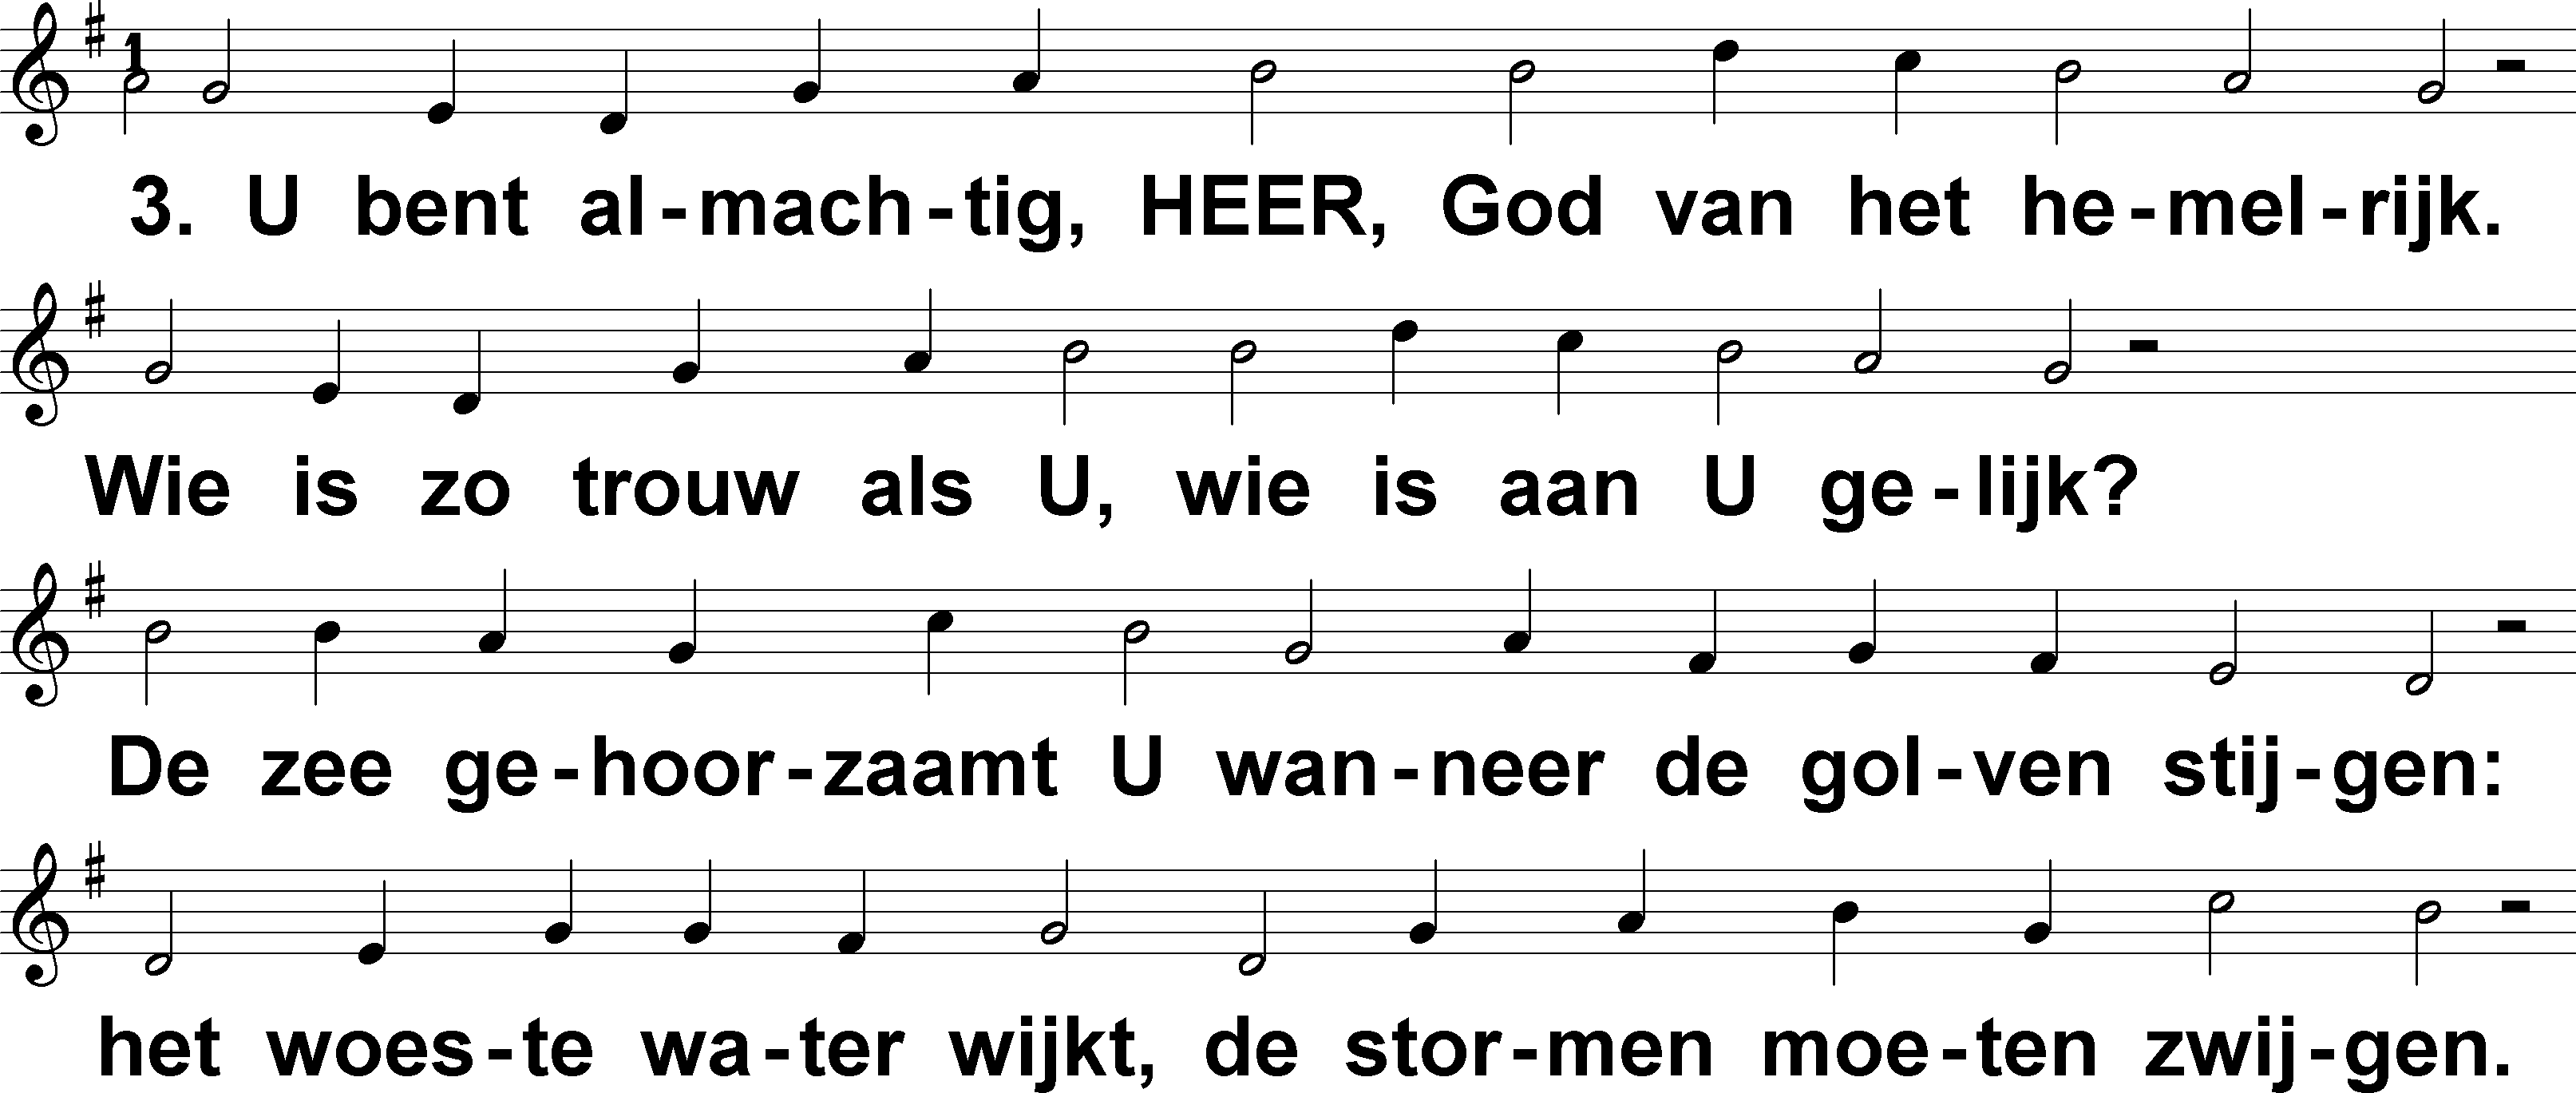 1
3. U bent al-mach-tig, HEER, God van het he-mel-rijk.
Wie is zo trouw als U, wie is aan U ge-lijk?
De zee ge-hoor-zaamt U wan-neer de gol-ven stij-gen:
het woes-te wa-ter wijkt, de stor-men moe-ten zwij-gen.